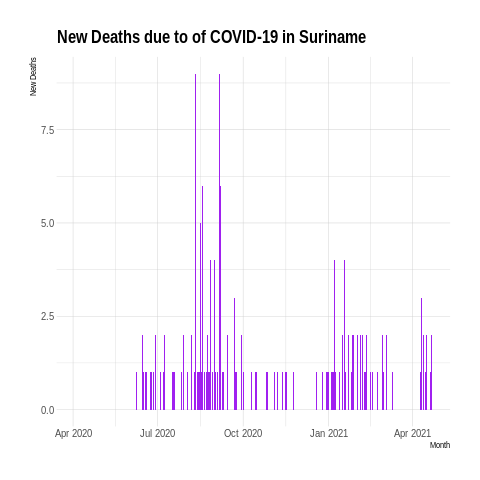 New Deaths due to of COVID-19 in Suriname
New Deaths
7.5
5.0
2.5
0.0
Apr 2020 Jul 2020 Oct 2020 Jan 2021 Apr 2021
Month